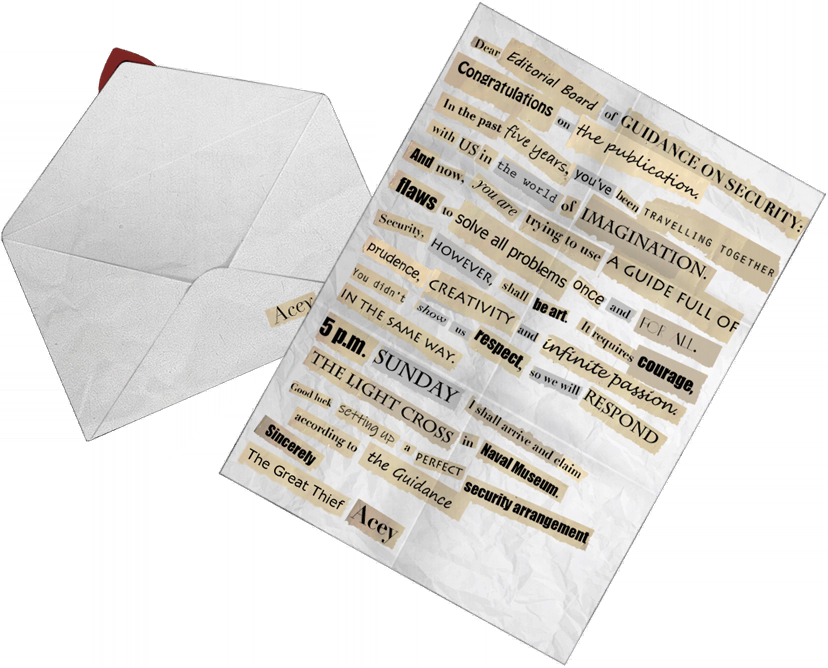 Acey
Dear Editorial Board of GUIDANCE ON SECURITY:
Congratulations on the publication.
In the past five years, you've been TRAVELLING TOGETHER
with US in the world of IMAGINATION.
And now, you are trying to use A GUIDE FULL OF
flaws to solve all problems once and FOR ALL.
Security, HOWEVER, shall be art. It requires courage,
prudence, CREATIVITY and infinite passion.
You didn't show us respect, so we will RESPOND
IN THE SAME WAY.
5 p.m. SUNDAY I shall arrive and claim
THE LIGHT CROSS in Naval Museum.
Good luck setting up a PERFECT security arrangement
according to the Guidance
Sincerely
The Great Thief Acey